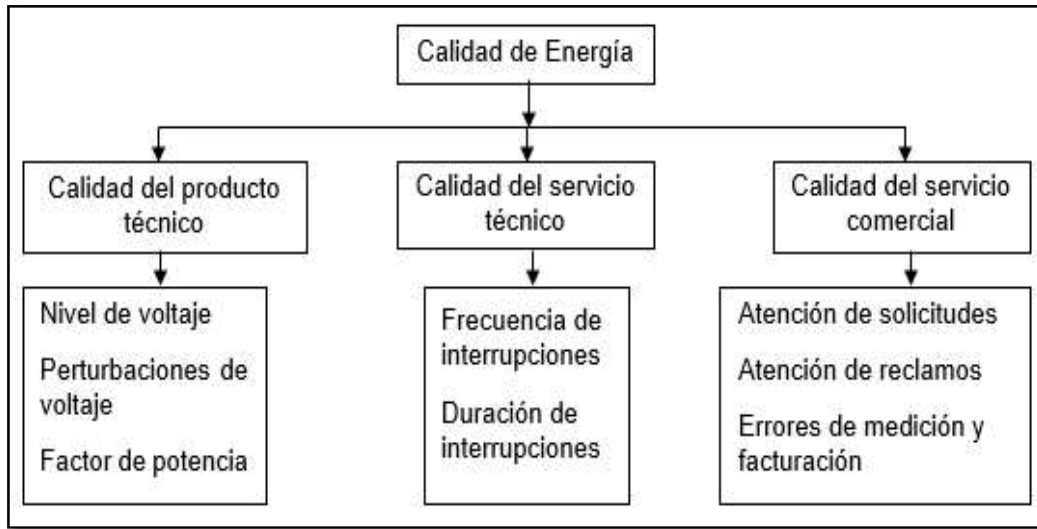 Calidad de Energía
Calidad del producto
técnico
Calidad del servicio
técnico
Calidad del servicio
comercial
Nivel de voltaje
Perturbaciones de
voltaje
Factor de potencia
Frecuencia de
interrupciones
Duración de
interrupciones
Atención de solicitudes
Atención de reclamos
Errores de medición y
facturación